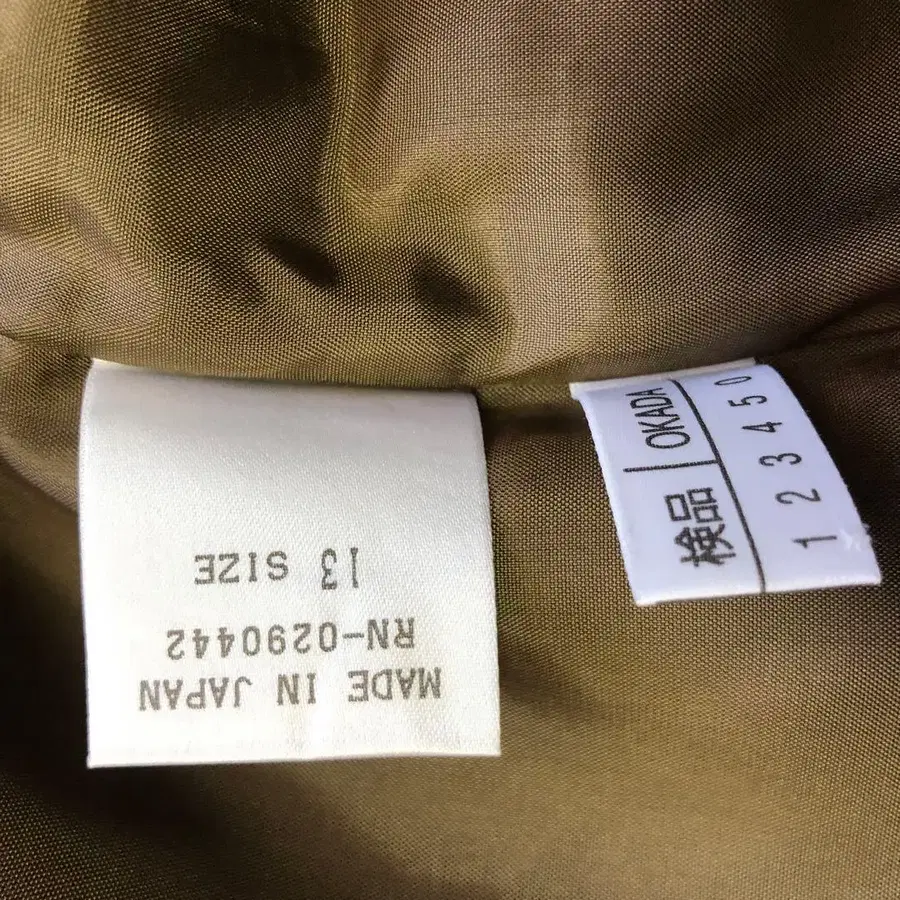 MADE IN JAPAN
RN-0290442
13 SIZE
検品 OKADA
1 2 3 4 5 0